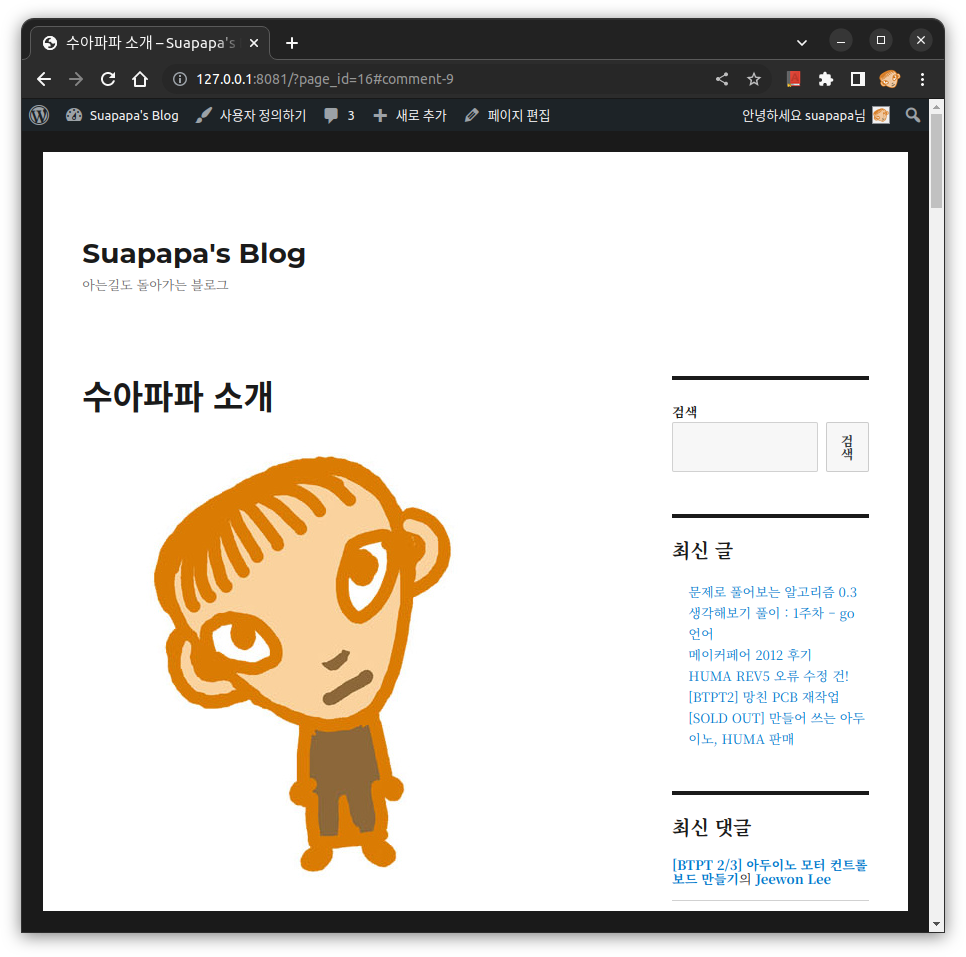 수아파파 소개 – Suapapa's
127.0.0.1:8081/?page_id=16#comment-9
Suapapa's Blog 사용자 정의하기 3 새로 추가 페이지 편집 안녕하세요 suapapa님
Suapapa's Blog
아는길도 돌아가는 블로그
수아파파 소개
검색
검
색
최신 글
문제로 풀어보는 알고리즘 0.3
생각해보기 풀이 : 1주차 – go
언어
메이커페어 2012 후기
HUMA REV5 오류 수정 건!
[BTPT2] 망친 PCB 재작업
[SOLD OUT] 만들어 쓰는 아두
이노, HUMA 판매
최신 댓글
[BTPT 2/3] 아두이노 모터 컨트롤
보드 만들기의 Jeewon Lee